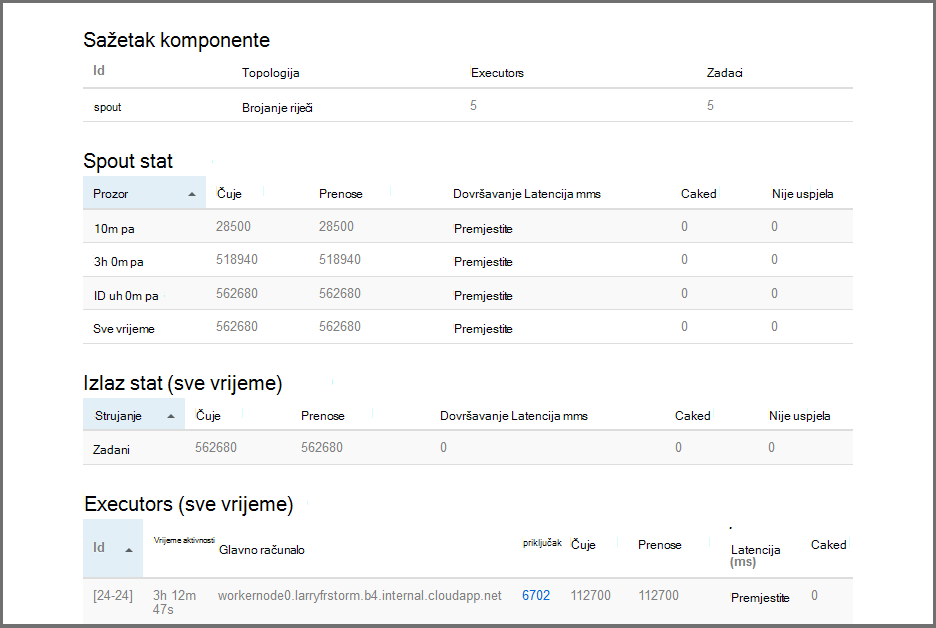 Sažetak komponente
Id Topologija Executors Zadaci
spout Brojanje riječi 5 5
Spout stat
Prozor Čuje Prenose Dovršavanje Latencija mms Caked Nije uspjela
10m pa 28500 28500 Premjestite 0 0
3h 0m pa 518940 518940 Premjestite 0 0
ID uh 0m pa 562680 562680 Premjestite 0 0
Sve vrijeme 562680 562680 Premjestite 0 0
Izlaz stat (sve vrijeme)
Strujanje Čuje Prenose Dovršavanje Latencija mms Caked Nije uspjela
Zadani 562680 562680 0 0 0
Executors (sve vrijeme)
Id Vrijeme aktivnosti Glavno računalo priključak Čuje Prenose Latencija Caked
(ms)
[24-24] 3h 12m workernode0.larryfrstorm.b4.internal.cloudapp.net 6702 112700 112700 Premjestite 0
47s